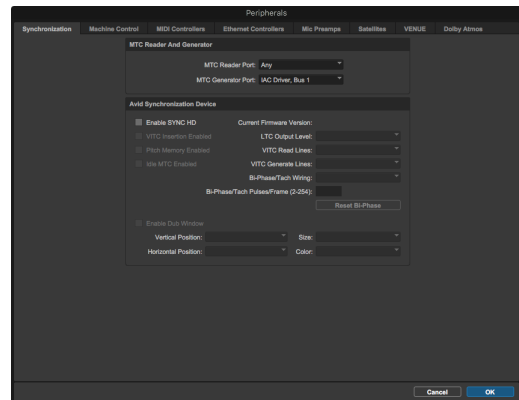 Peripherals
Synchronization Machine Control MIDI Controllers Ethernet Controllers Mic Preamps Satellites VENUE Dolby Atmos
MTC Reader And Generator
MTC Reader Port: Any
MTC Generator Port: IAC Driver, Bus 1
Avid Synchronization Device
Enable SYNC HD Current Firmware Version:
VITC Insertion Enabled LTC Output Level:
Pitch Memory Enabled VITC Read Lines:
Idle MTC Enabled VITC Generate Lines:
Bi-Phase/Tach Wiring:
Bi-Phase/Tach Pulses/Frame (2-254):
Reset Bi-Phase
Enable Dub Window
Vertical Position: Size:
Horizontal Position: Color:
Cancel OK